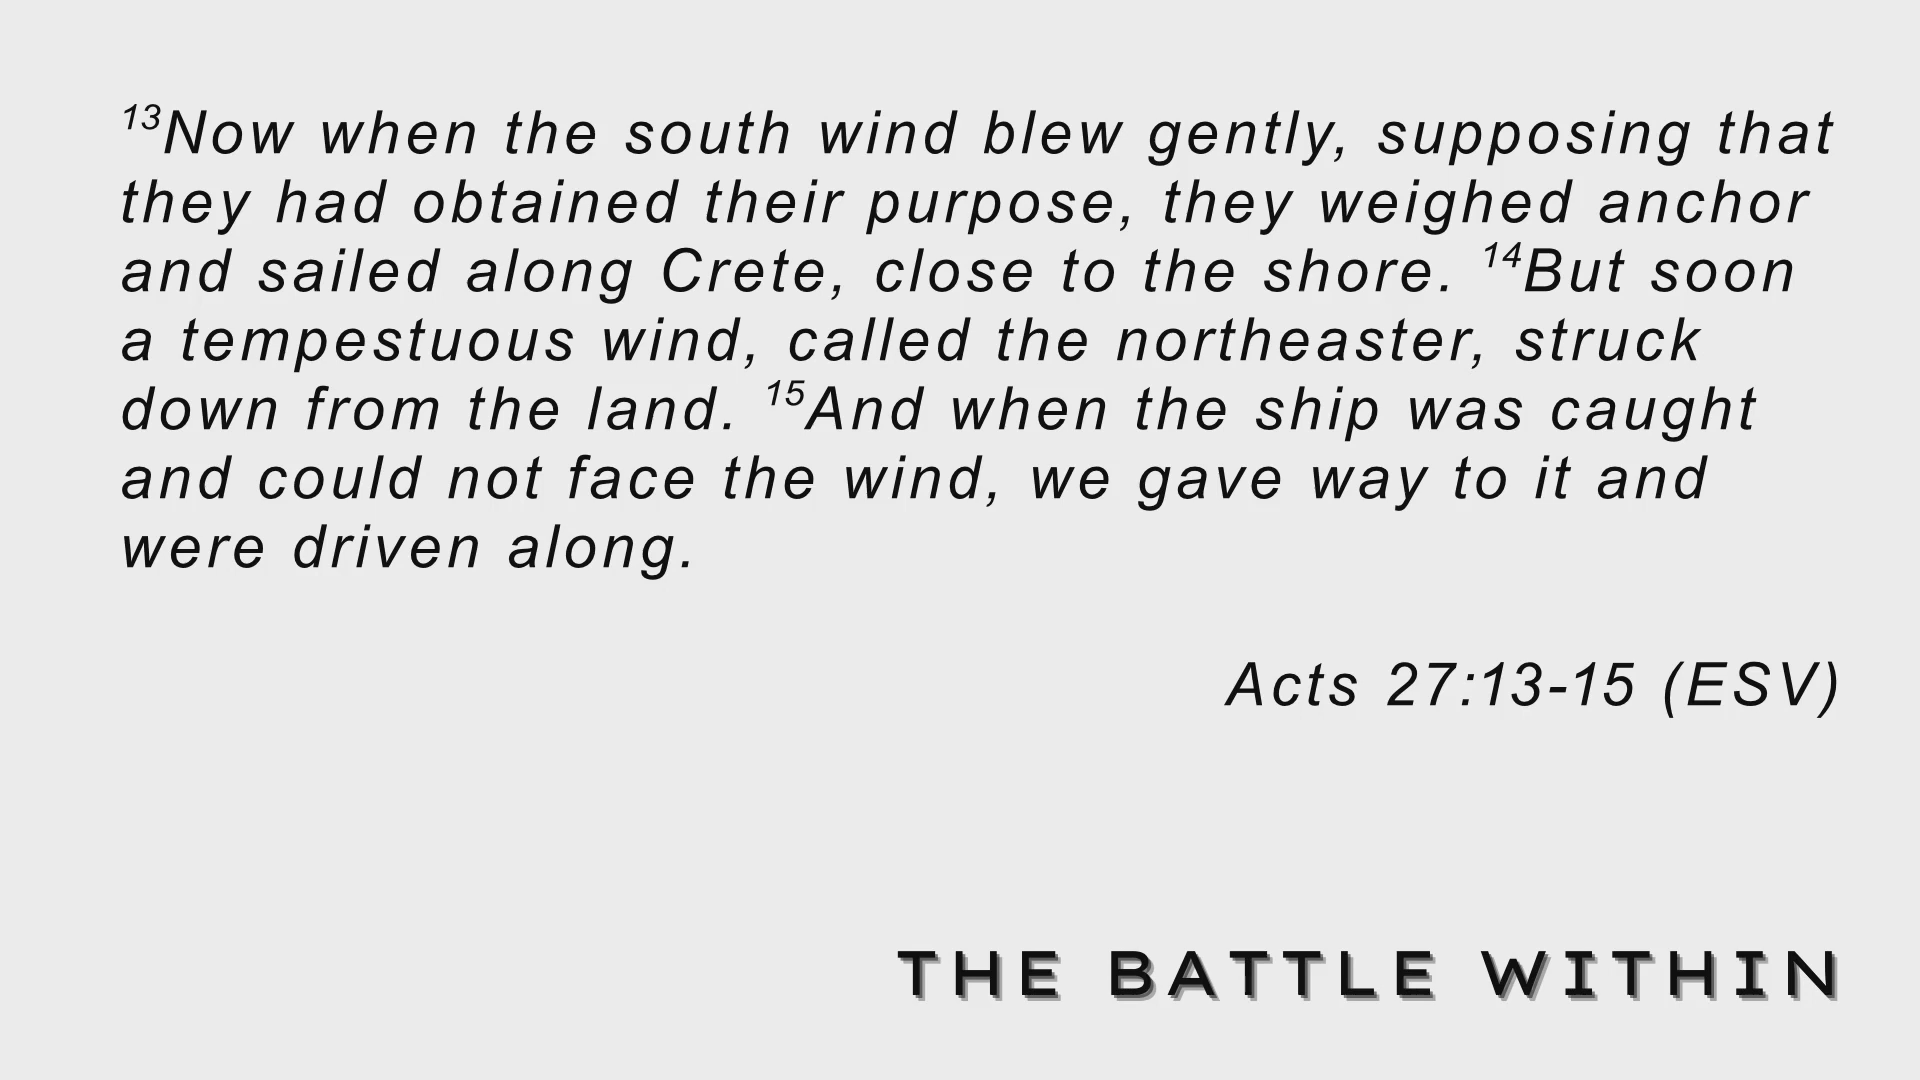 ¹³Now when the south wind blew gently, supposing that
they had obtained their purpose, they weighed anchor
and sailed along Crete, close to the shore. ¹⁴But soon
a tempestuous wind, called the northeaster, struck
down from the land. ¹⁵And when the ship was caught
and could not face the wind, we gave way to it and
were driven along.
Acts 27:13-15 (ESV)
THE BATTLE WITHIN